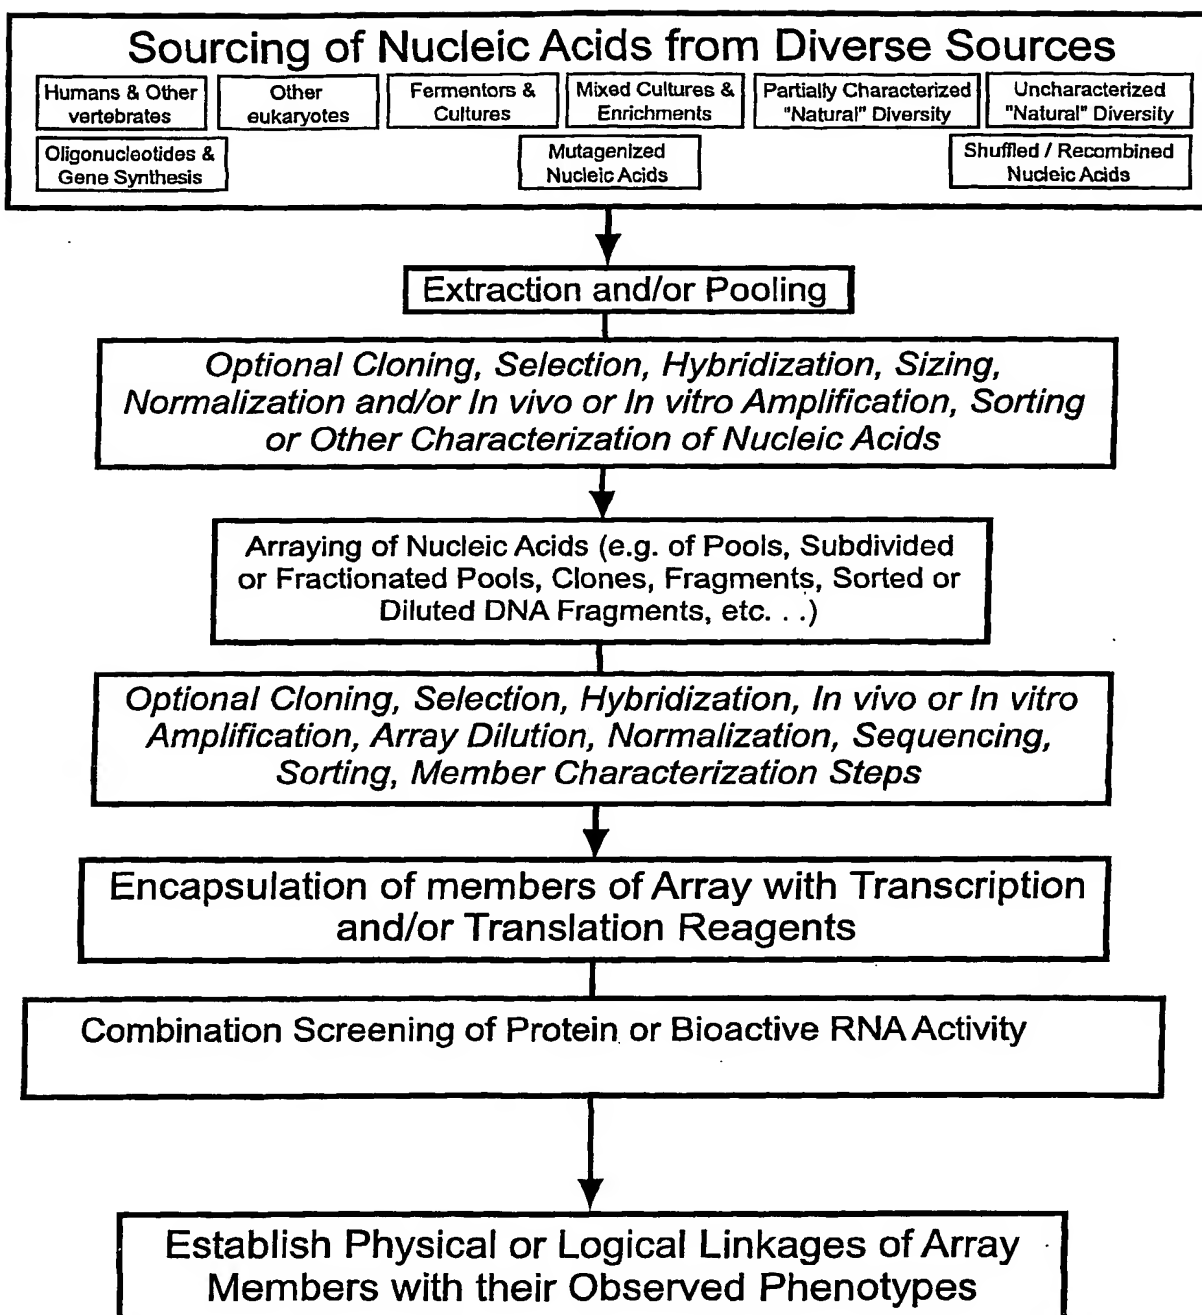 Sourcing of Nucleic Acids from Diverse Sources
Humans & Other
vertebrates
Other
eukaryotes
Fermentors &
Cultures
Mixed Cultures &
Enrichments
Partially Characterized
"Natural" Diversity
Uncharacterized
"Natural" Diversity
Oligonucleotides &
Gene Synthesis
Mutagenized
Nucleic Acids
Shuffled / Recombined
Nucleic Acids
Extraction and/or Pooling
Optional Cloning, Selection, Hybridization, Sizing,
Normalization and/or In vivo or In vitro Amplification, Sorting
or Other Characterization of Nucleic Acids
Arraying of Nucleic Acids (e.g. of Pools, Subdivided
or Fractionated Pools, Clones, Fragments, Sorted or
Diluted DNA Fragments, etc. . .)
Optional Cloning, Selection, Hybridization, In vivo or In vitro
Amplification, Array Dilution, Normalization, Sequencing,
Sorting, Member Characterization Steps
Encapsulation of members of Array with Transcription
and/or Translation Reagents
Combination Screening of Protein or Bioactive RNA Activity
Establish Physical or Logical Linkages of Array
Members with their Observed Phenotypes